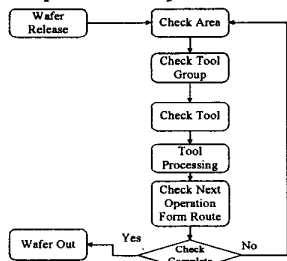 Wafer
Release
Check Area
Check Tool
Group
Check Tool
Tool
Processing
Check Next
Operation
Form Route
Yes
No
Wafer Out
Check